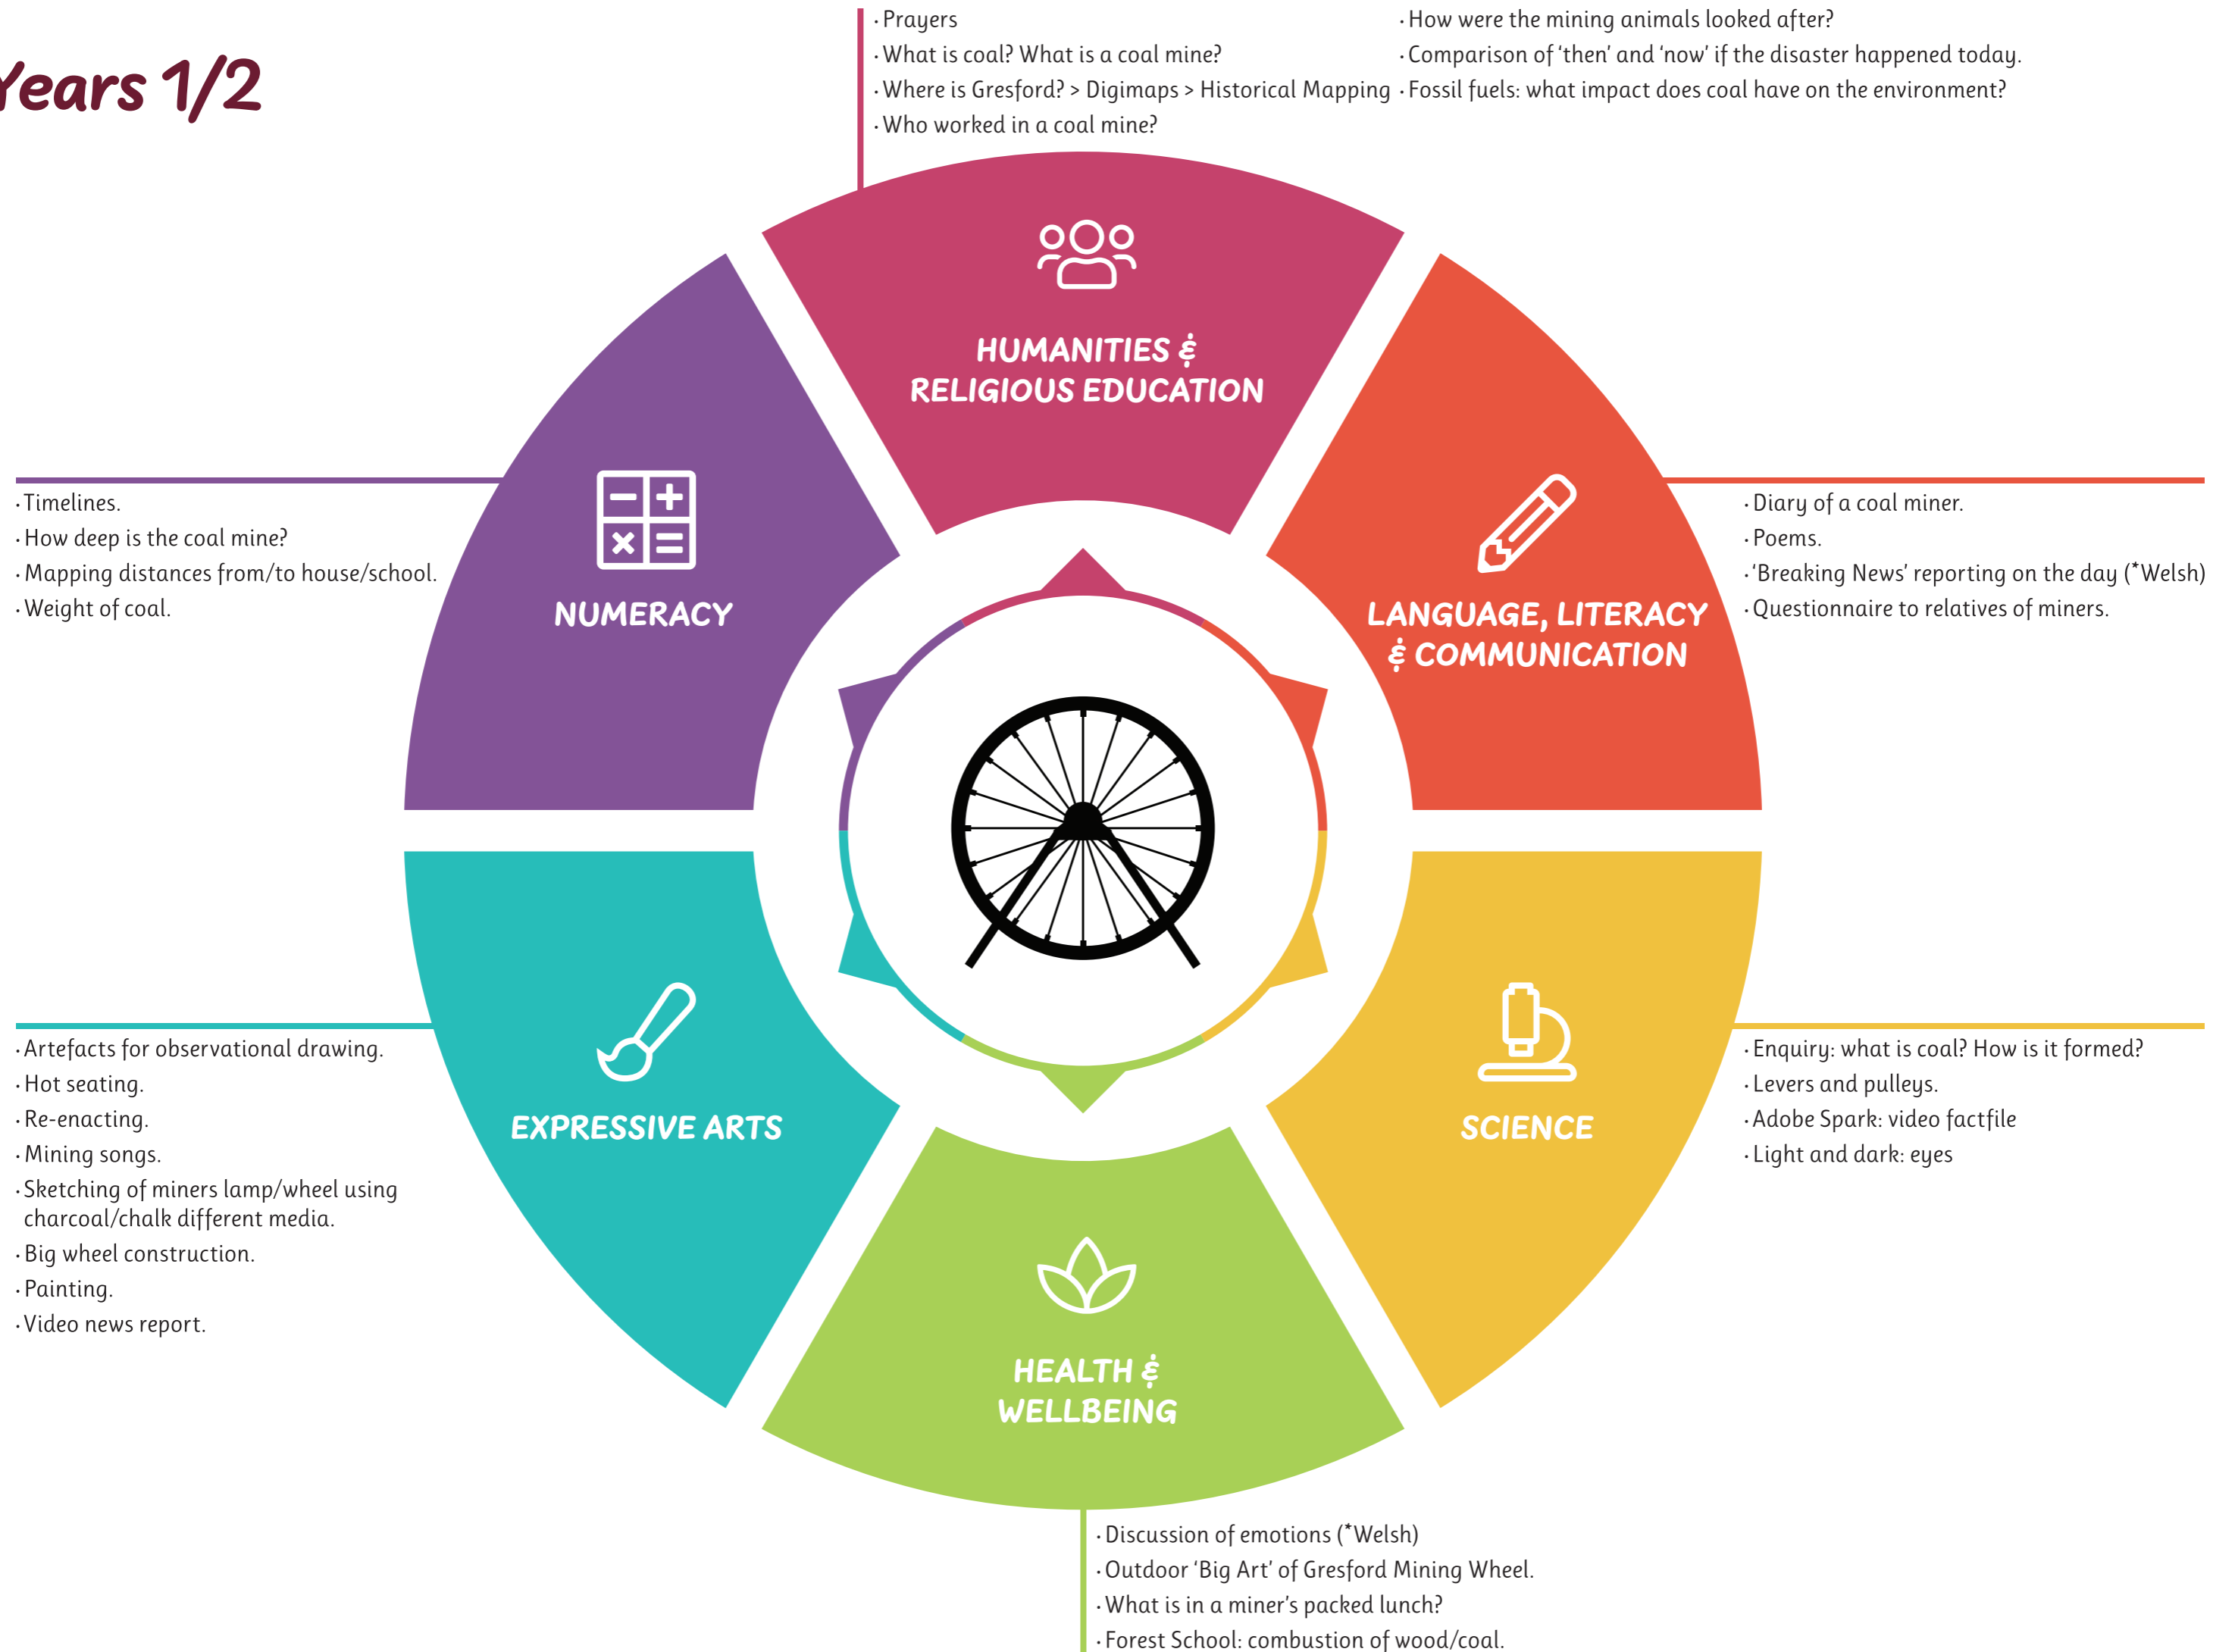 Years 1/2
· Prayers
· What is coal? What is a coal mine?
· Where is Gresford? > Digimaps > Historical Mapping
· Who worked in a coal mine?
· How were the mining animals looked after?
· Comparison of ‘then’ and ‘now’ if the disaster happened today.
· Fossil fuels: what impact does coal have on the environment?
HUMANITIES &
RELIGIOUS EDUCATION
NUMERACY
· Timelines.
· How deep is the coal mine?
· Mapping distances from/to house/school.
· Weight of coal.
LANGUAGE, LITERACY
& COMMUNICATION
· Diary of a coal miner.
· Poems.
· ‘Breaking News’ reporting on the day (*Welsh)
· Questionnaire to relatives of miners.
EXPRESSIVE ARTS
· Artefacts for observational drawing.
· Hot seating.
· Re-enacting.
· Mining songs.
· Sketching of miners lamp/wheel using
charcoal/chalk different media.
· Big wheel construction.
· Painting.
· Video news report.
SCIENCE
· Enquiry: what is coal? How is it formed?
· Levers and pulleys.
· Adobe Spark: video factfile
· Light and dark: eyes
HEALTH &
WELLBEING
· Discussion of emotions (*Welsh)
· Outdoor ‘Big Art’ of Gresford Mining Wheel.
· What is in a miner’s packed lunch?
· Forest School: combustion of wood/coal.